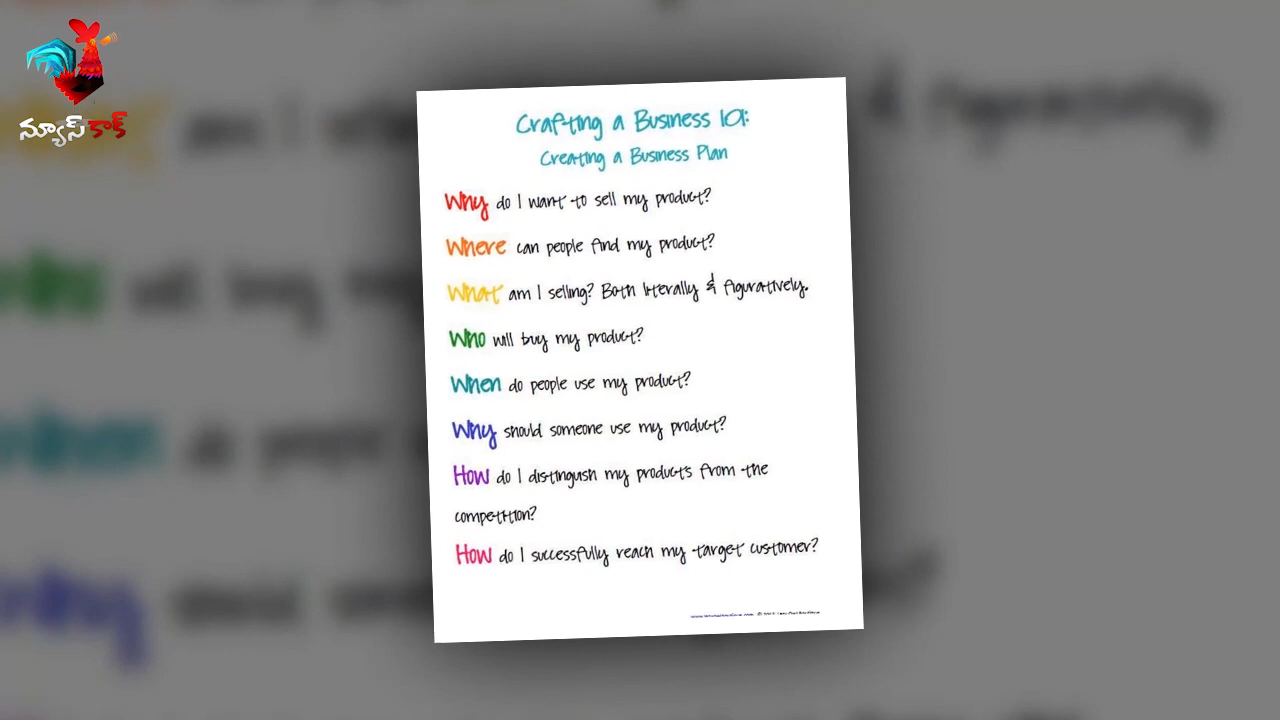 న్యూస్ కాక్
Crafting a Business 101:
Creating a Business Plan
Why do I want to sell my product?
Where can people find my product?
What am I selling? Both literally & figuratively.
Who will buy my product?
When do people use my product?
Why should someone use my product?
How do I distinguish my products from the
competition?
How do I successfully reach my target customer?